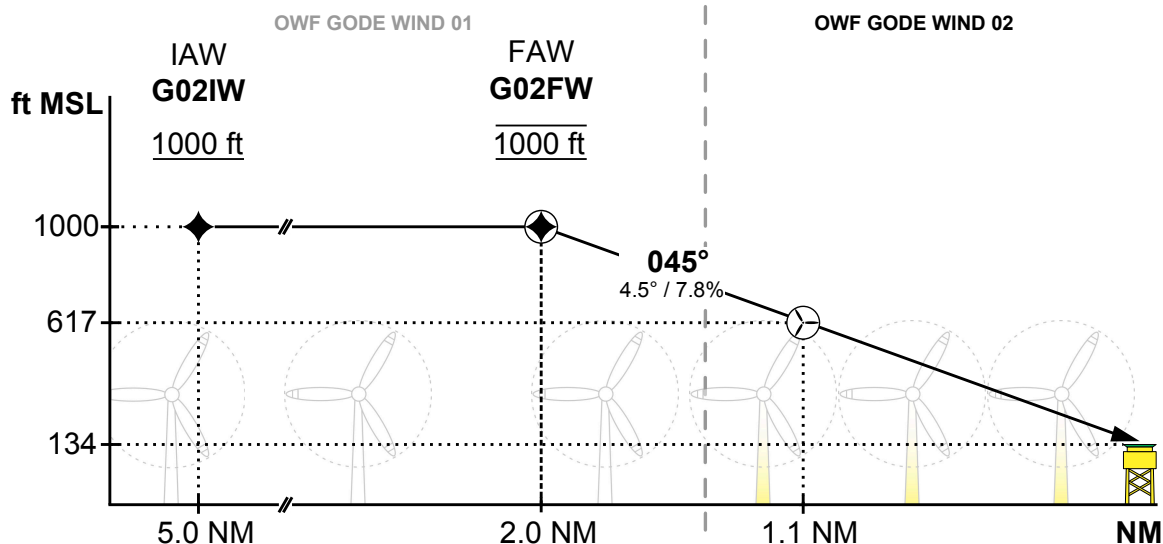 OWF GODE WIND 01
OWF GODE WIND 02
IAW
G02IW
1000 ft
FAW
G02FW
1000 ft
ft MSL
1000
617
134
045°
4.5° / 7.8%
5.0 NM
2.0 NM
1.1 NM
NM